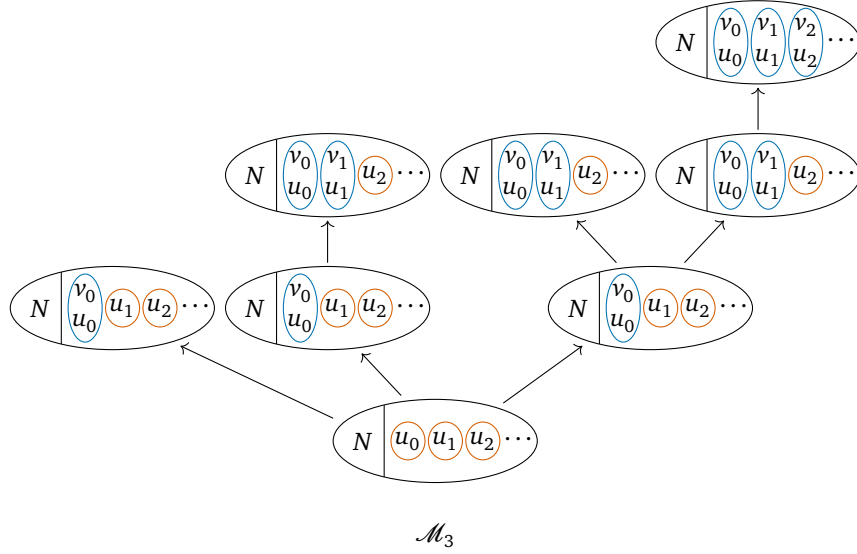 N v₀ v₁ v₂ ⋯
u₀ u₁ u₂
N v₀ v₁ u₂ ⋯
u₀ u₁
N v₀ v₁ u₂ ⋯
u₀ u₁
N v₀ v₁ u₂ ⋯
u₀ u₁
N v₀ u₁ u₂ ⋯
u₀
N v₀ u₁ u₂ ⋯
u₀
N v₀ u₁ u₂ ⋯
u₀
N u₀ u₁ u₂ ⋯
ℳ₃